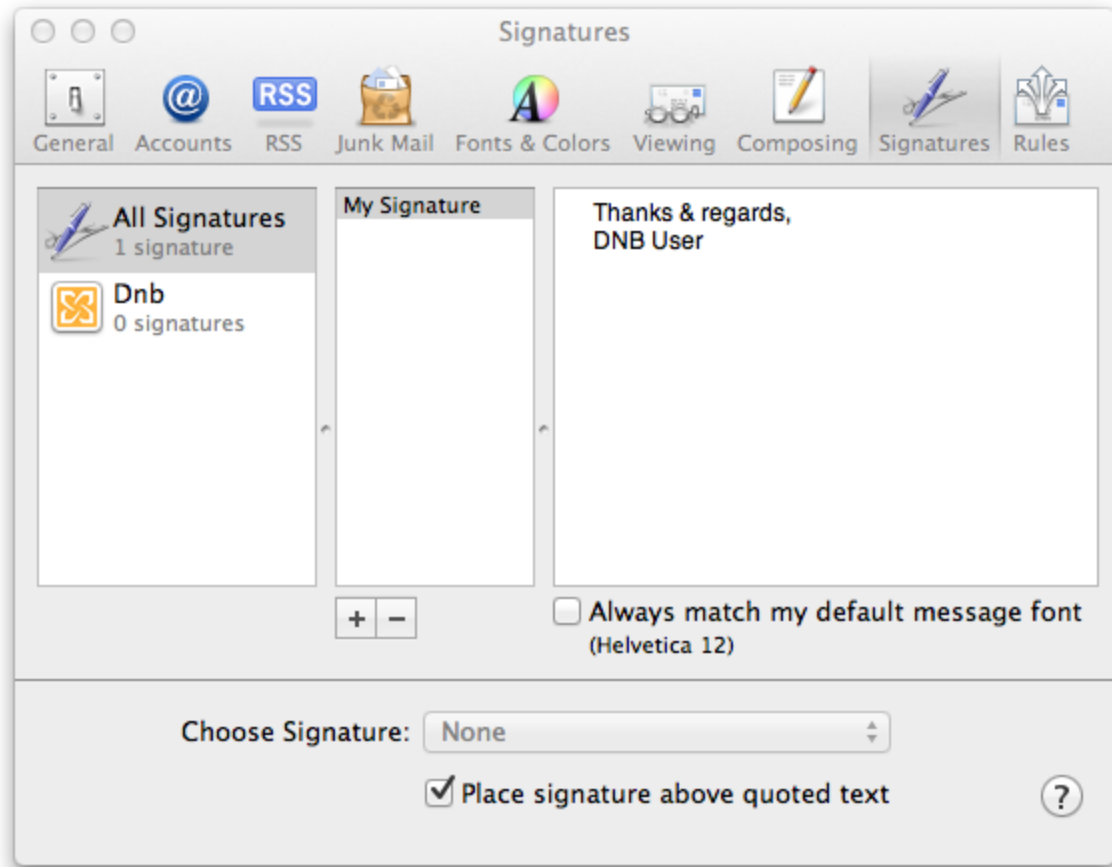 Signatures
General Accounts RSS Junk Mail Fonts & Colors Viewing Composing Signatures Rules
RSS
All Signatures
1 signature
Dnb
0 signatures
My Signature
Thanks & regards,
DNB User
+ −
Always match my default message font
(Helvetica 12)
Choose Signature: None
Place signature above quoted text
?